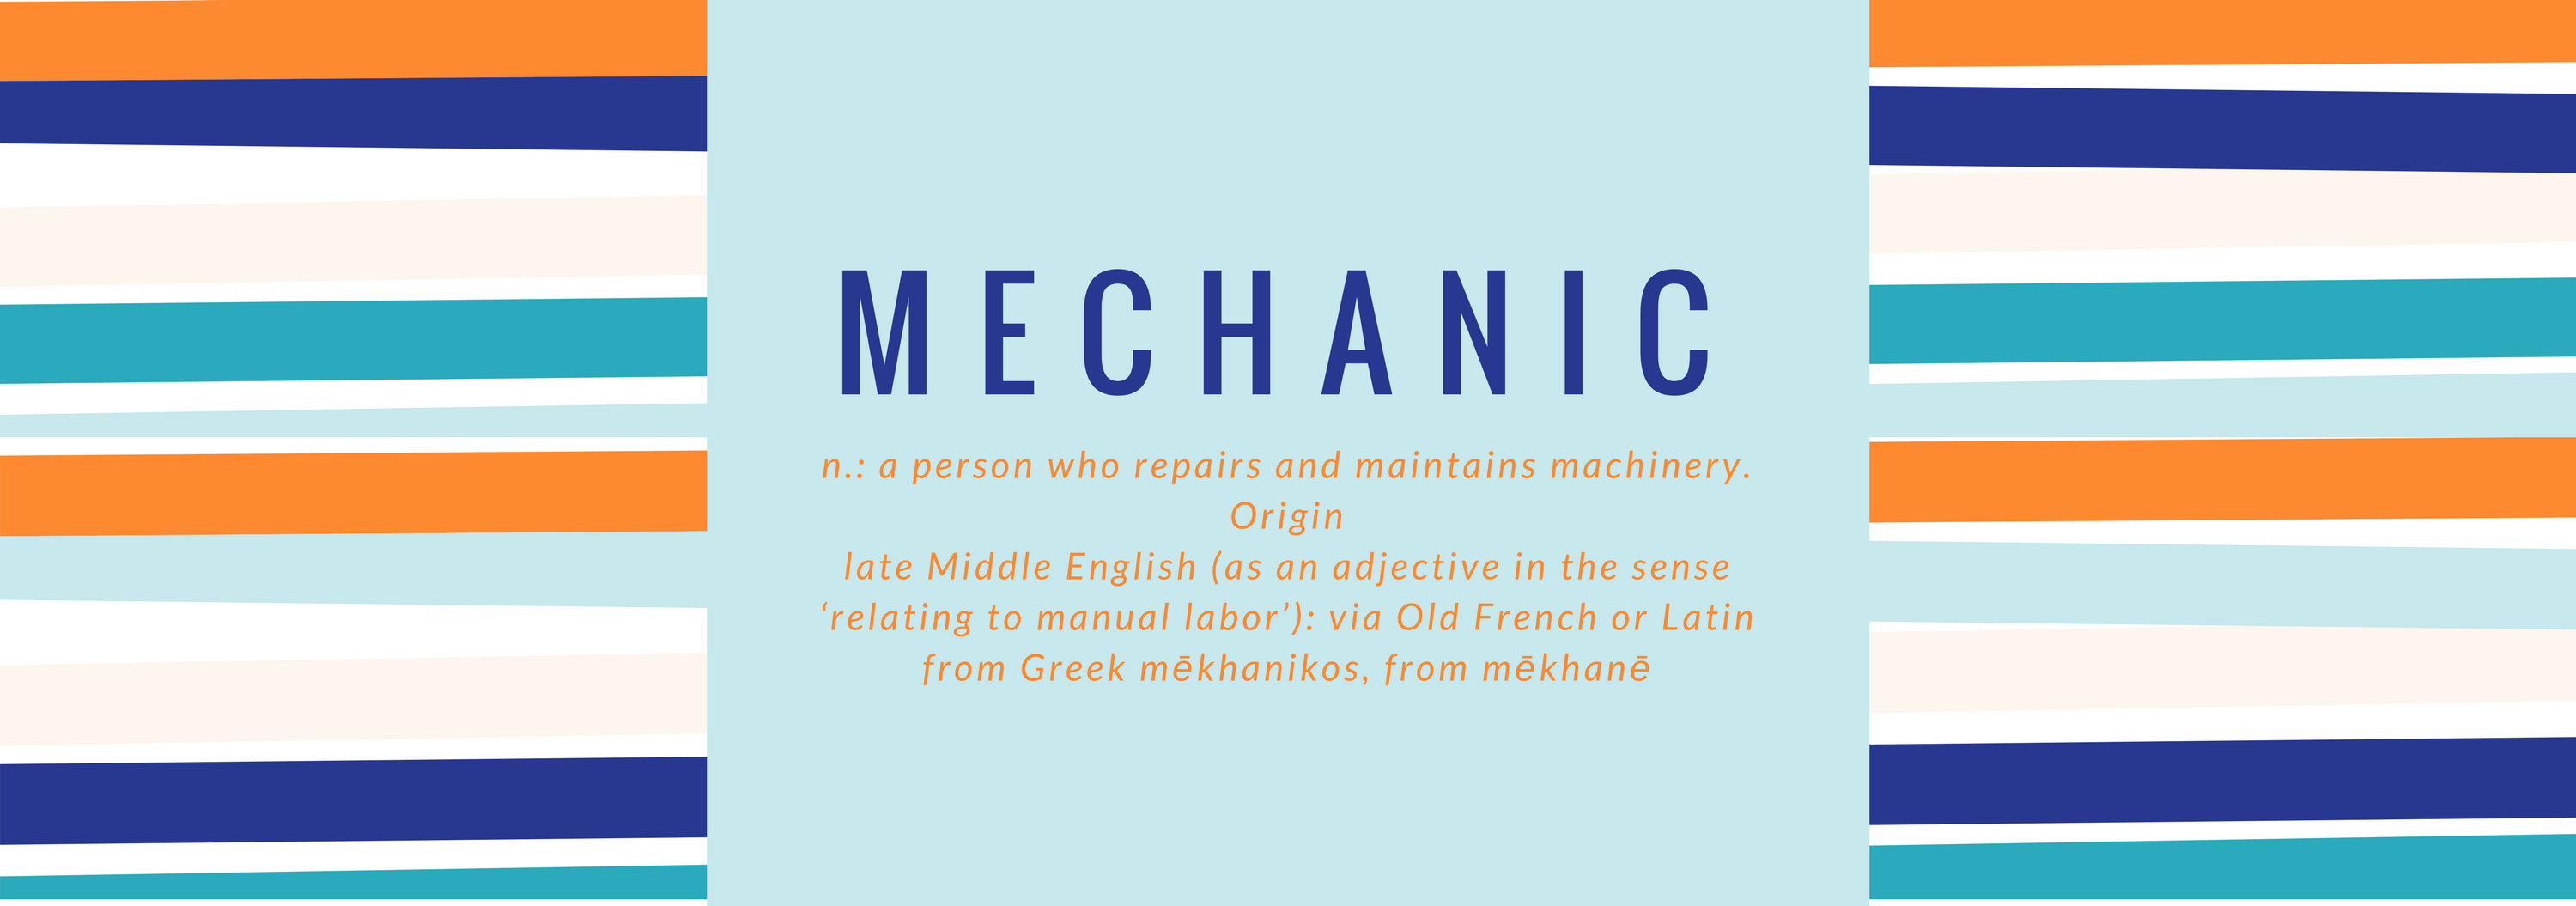 MECHANIC
n.: a person who repairs and maintains machinery.
Origin
late Middle English (as an adjective in the sense
‘relating to manual labor’): via Old French or Latin
from Greek mēkhanikos, from mēkhanē